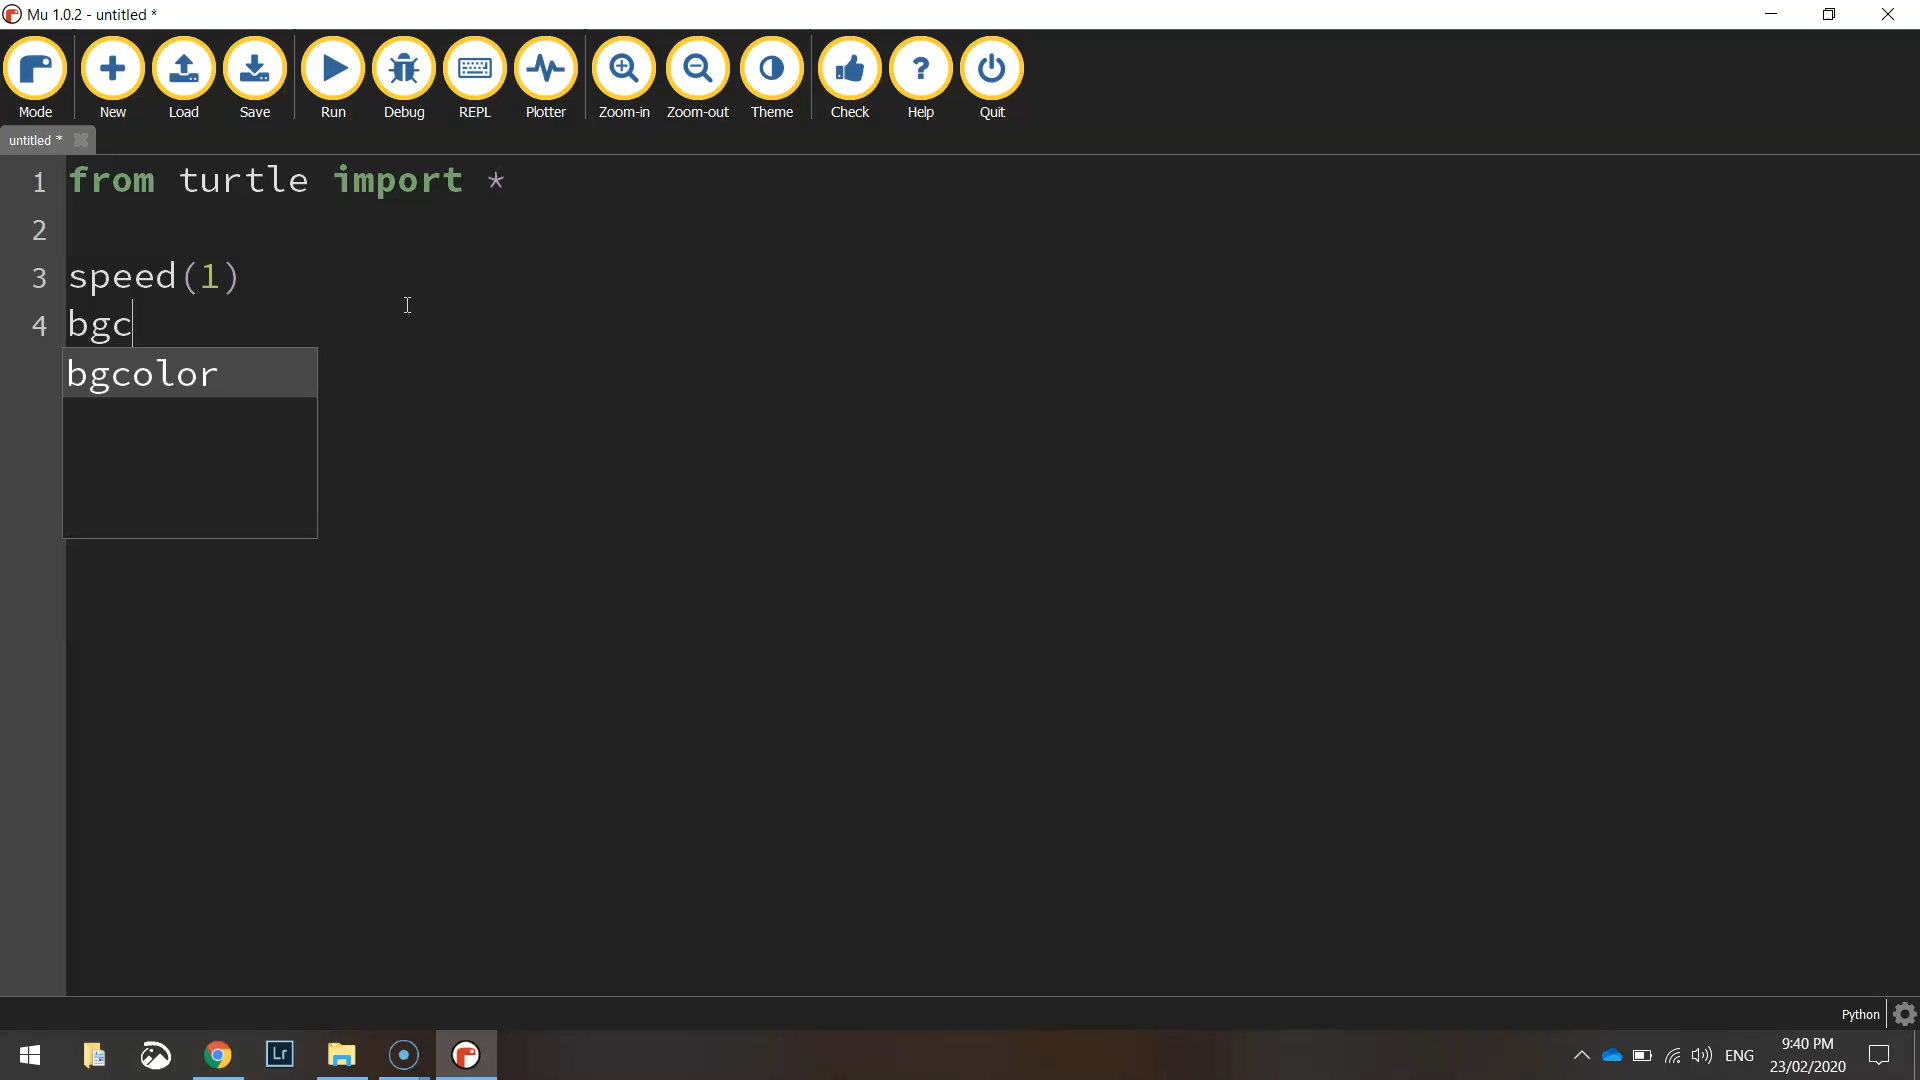 Mu 1.0.2 - untitled *
Mode New Load Save Run Debug REPL Plotter Zoom-in Zoom-out Theme Check Help Quit
untitled *
1 from turtle import *
2
3 speed(1)
4 bgc
bgcolor
Python
Lr
ENG
9:40 PM
23/02/2020